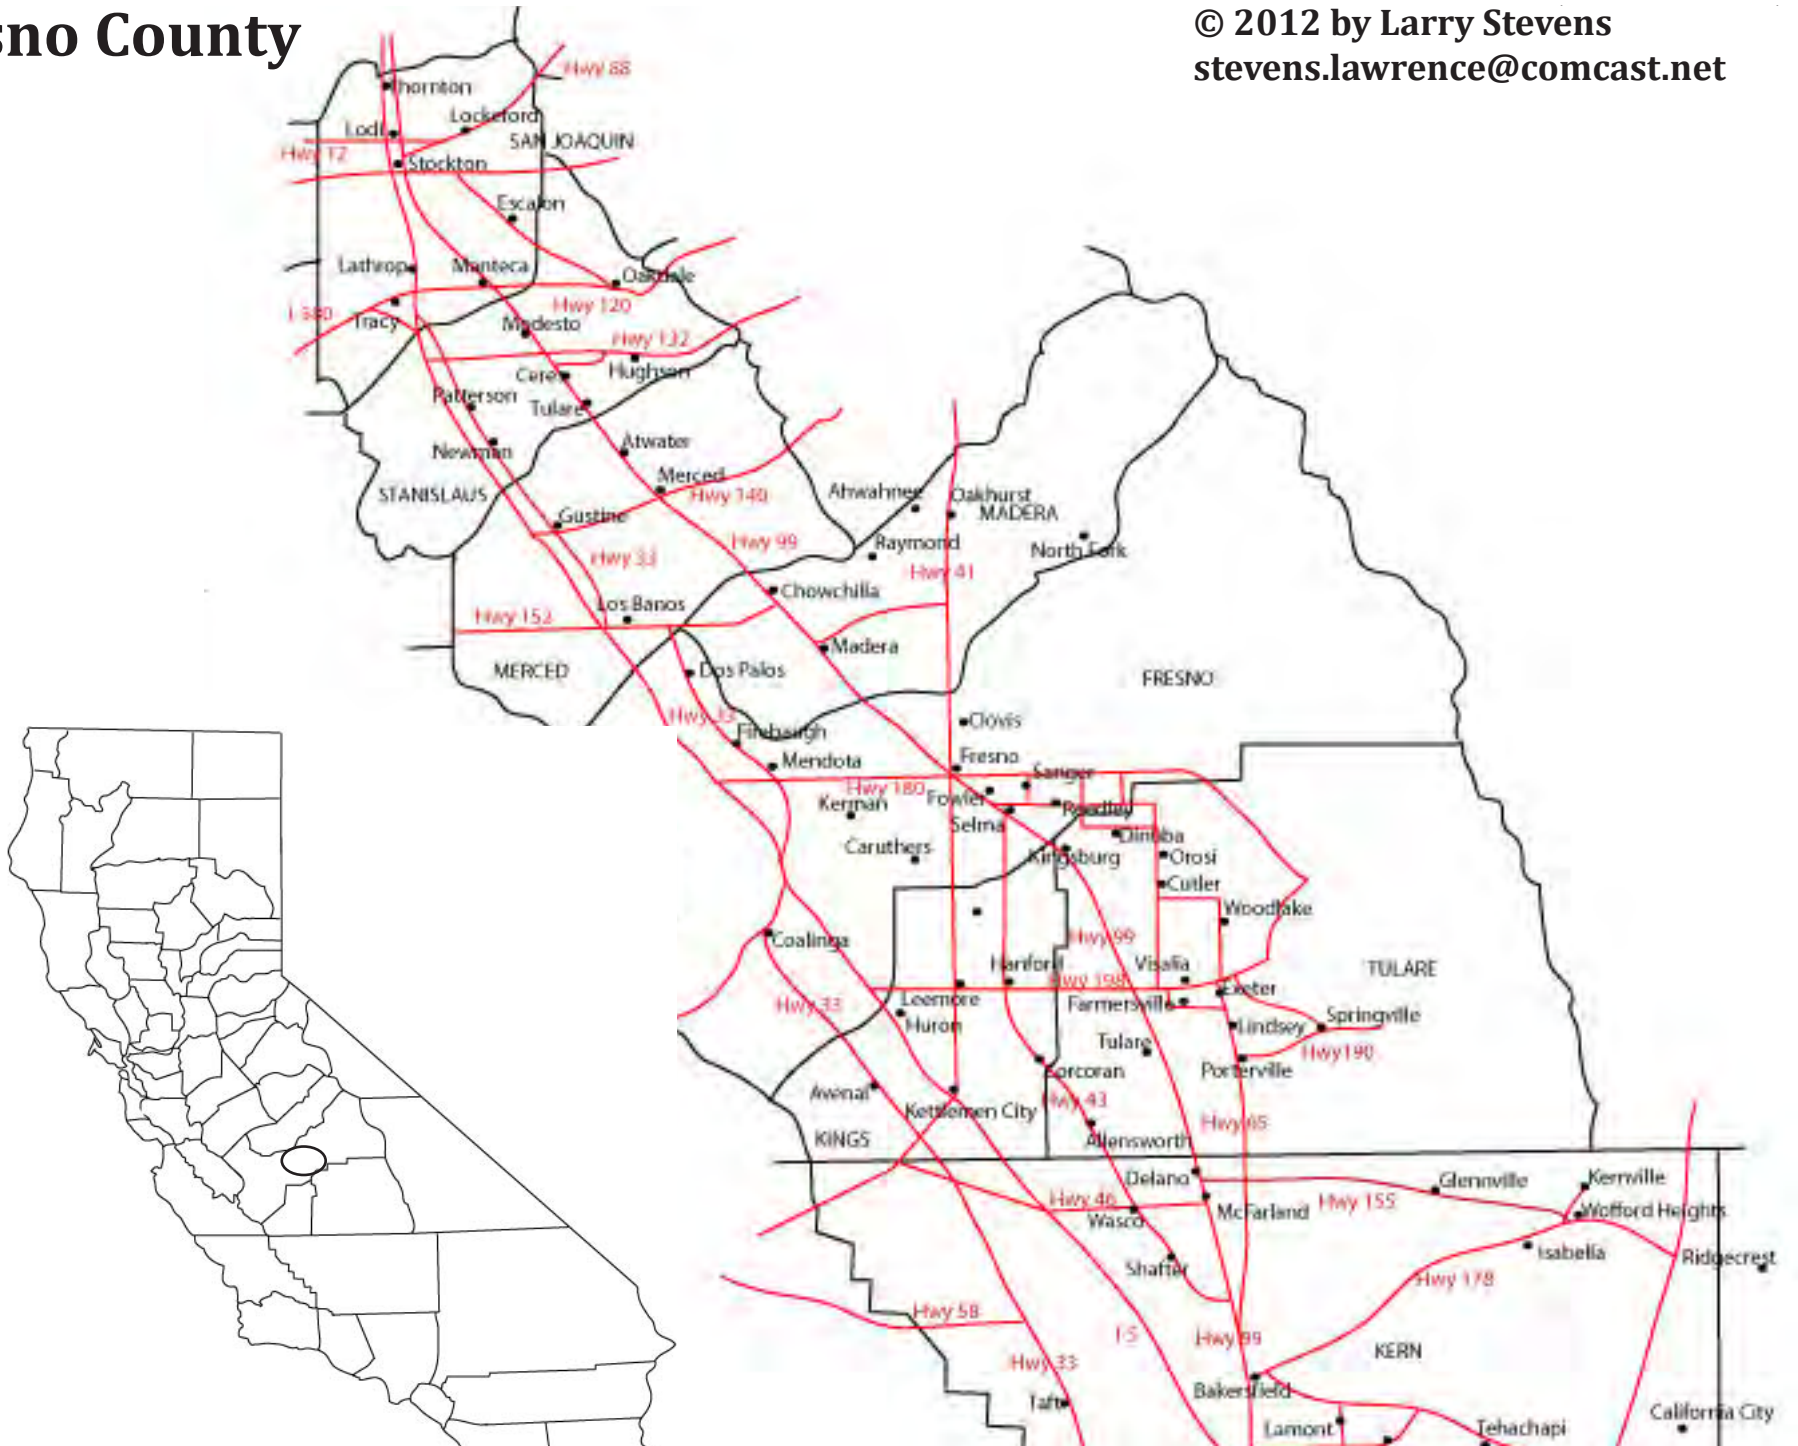 sno County
© 2012 by Larry Stevens
stevens.lawrence@comcast.net
Hwy 88
Thornton
Lockeford
Lodi
SAN JOAQUIN
Hwy 12
Stockton
Escalon
Lathrop
Manteca
Oakdale
Hwy 120
I-580
Tracy
Modesto
Hwy 132
Ceres
Hughson
Patterson
Tulare
Newman
Atwater
Merced
STANISLAUS
Hwy 140
Ahwahnee
Oakhurst
MADERA
Gustine
Hwy 99
Raymond
North Fork
Hwy 33
Hwy 41
Chowchilla
Los Banos
Hwy 152
Madera
MERCED
Dos Palos
FRESNO
Hwy 33
Clovis
Firebaugh
Mendota
Fresno
Sanger
Hwy 180
Kerman
Fowler
Reedley
Selma
Dinuba
Caruthers
Kingsburg
Orosi
Cutler
Woodlake
Hwy 99
Coalinga
Hanford
Visalia
TULARE
Hwy 198
Exeter
Leemore
Farmersville
Hwy 33
Huron
Lindsey
Springville
Tulare
Hwy190
Corcoran
Porterville
Avenal
Kettlemen City
Hwy 43
Hwy 65
KINGS
Allensworth
Delano
Glennville
Kernville
Hwy 46
Hwy 155
Wasco
McFarland
Wofford Heights
Isabella
Ridgecrest
Shafter
Hwy 178
Hwy 58
I-5
Hwy 99
KERN
Hwy 33
Bakersfield
Taft
California City
Lamont
Tehachapi